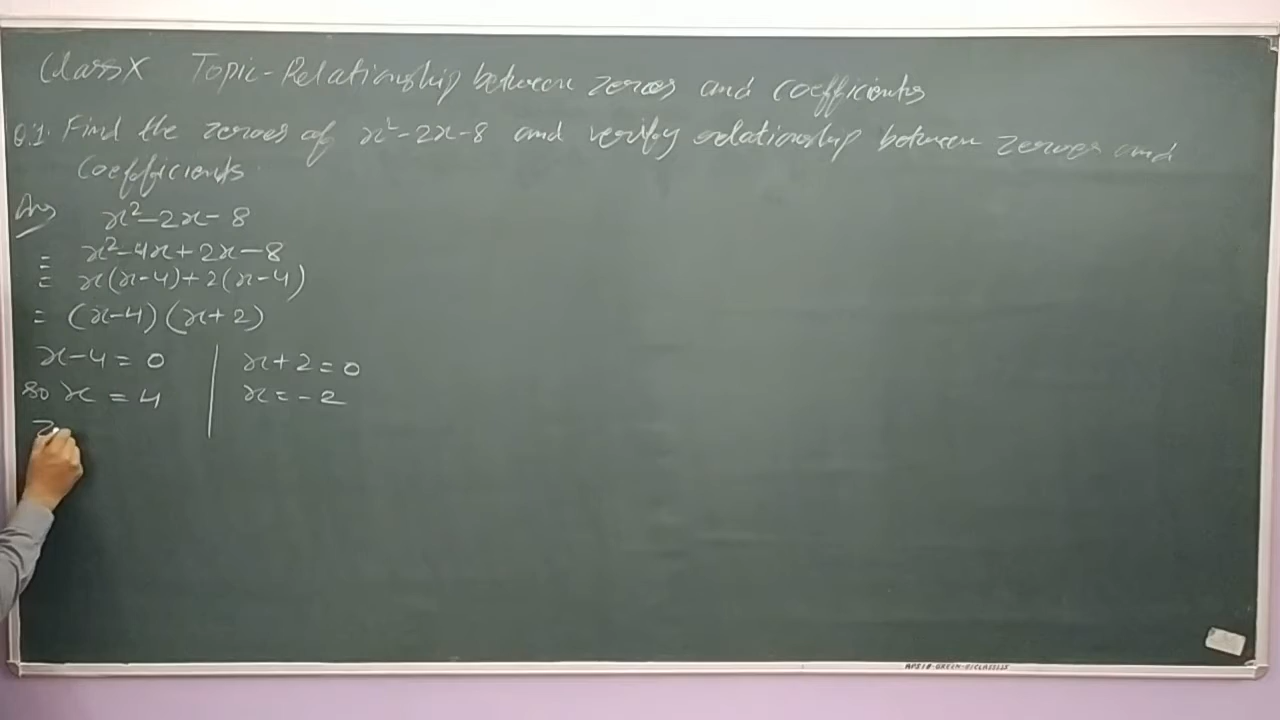 Class X Topic-Relationship between zeroes and coefficients
Q.1. Find the zeroes of x²-2x-8 and verify relationship between zeroes and
coefficients.
Ans x²-2x-8
= x²-4x+2x-8
= x(x-4)+2(x-4)
= (x-4)(x+2)
x-4=0 | x+2=0
so x=4 | x=-2